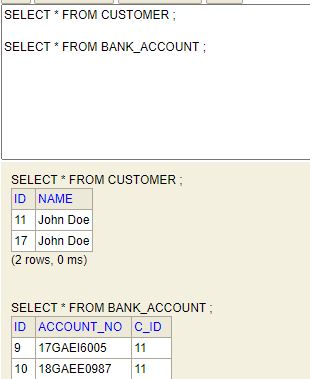 SELECT * FROM CUSTOMER ;
SELECT * FROM BANK_ACCOUNT ;
SELECT * FROM CUSTOMER ;
ID NAME
11 John Doe
17 John Doe
(2 rows, 0 ms)
SELECT * FROM BANK_ACCOUNT ;
ID ACCOUNT_NO C_ID
9 17GAEI6005 11
10 18GAEE0987 11